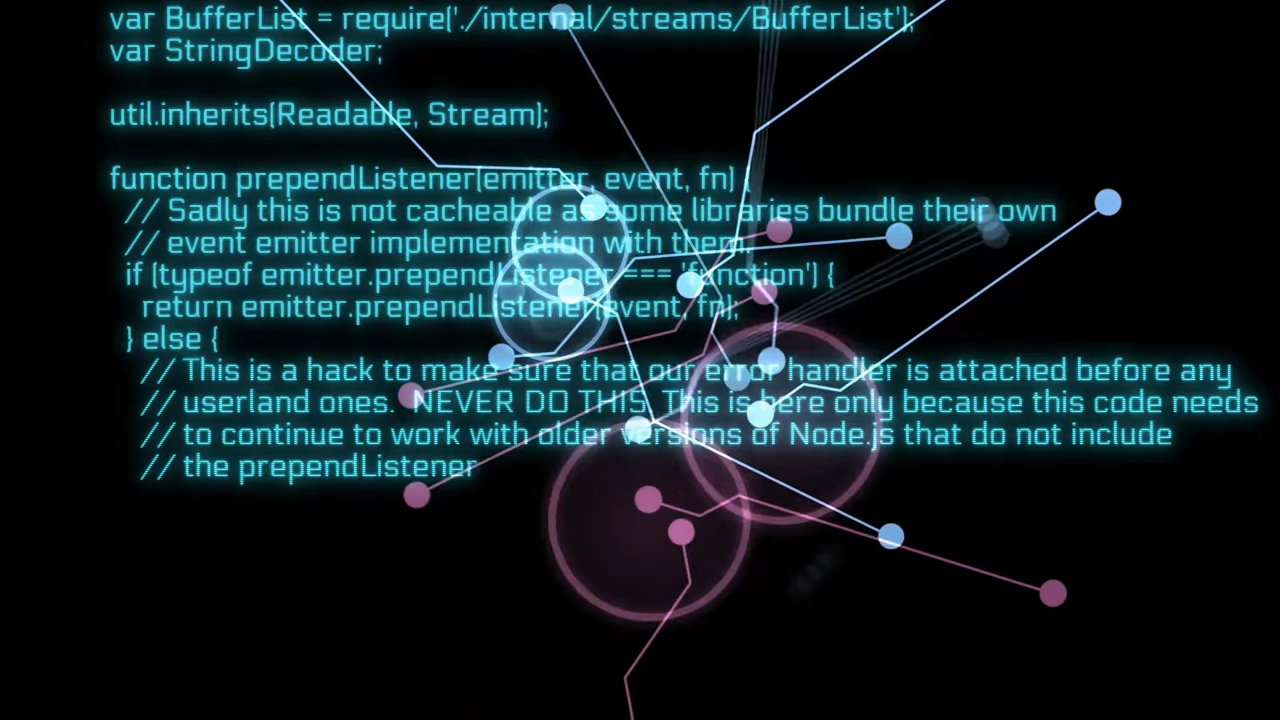 var BufferList = require('./internal/streams/BufferList');
var StringDecoder;
util.inherits(Readable, Stream);
function prependListener(emitter, event, fn) {
// Sadly this is not cacheable as some libraries bundle their own
// event emitter implementation with them.
if (typeof emitter.prependListener === 'function') {
return emitter.prependListener(event, fn);
} else {
// This is a hack to make sure that our error handler is attached before any
// userland ones. NEVER DO THIS. This is here only because this code needs
// to continue to work with older versions of Node.js that do not include
// the prependListener